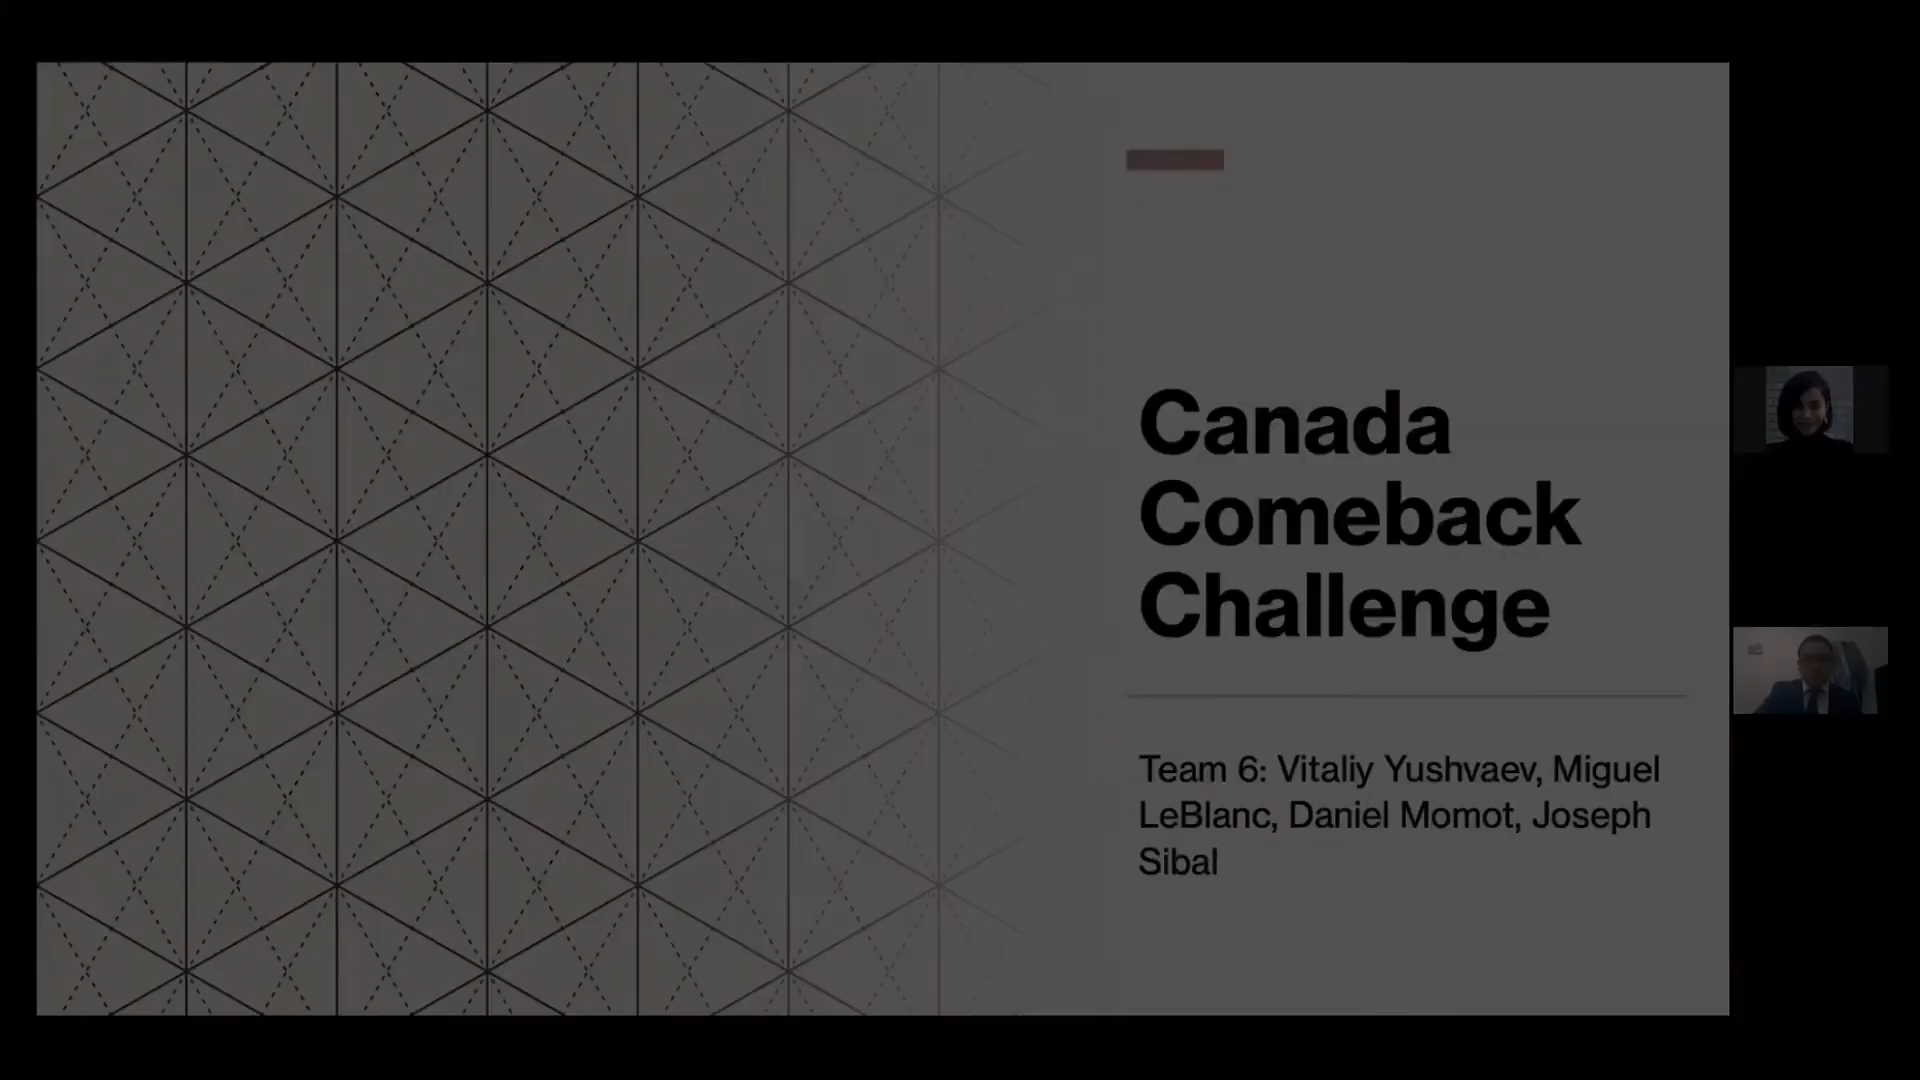 Canada
Comeback
Challenge
Team 6: Vitaliy Yushvaev, Miguel
LeBlanc, Daniel Momot, Joseph
Sibal